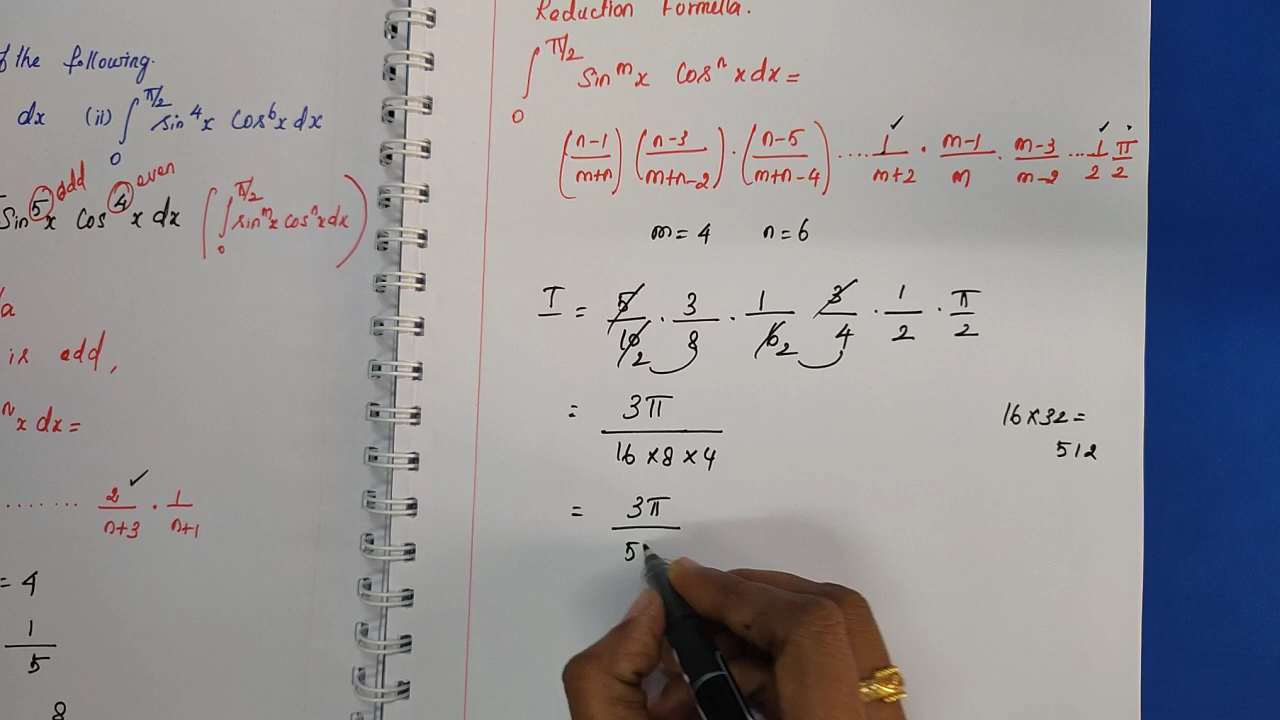 f the following.
dx (ii) ∫₀^π/2 sin⁴x cos⁶x dx
sin⁵x odd cos⁴x even dx (∫₀^π/2 sinᵐx cosⁿx dx)
is odd,
ⁿx dx =
........ 2/n+3 · 1/n+1
= 4
1/5
8
Reduction Formulla.
∫₀^π/2 sinᵐx cosⁿx dx =
(n-1/m+n) (n-3/m+n-2) · (n-5/m+n-4) ..... 1/m+2 · m-1/m · m-3/m-2 ... 1/2 π/2
m = 4 n = 6
I = 5/10 2 · 3/8 · 1/6 2 · 3/4 · 1/2 · π/2
= 3π/16 × 8 × 4
16 × 32 =
512
= 3π/5